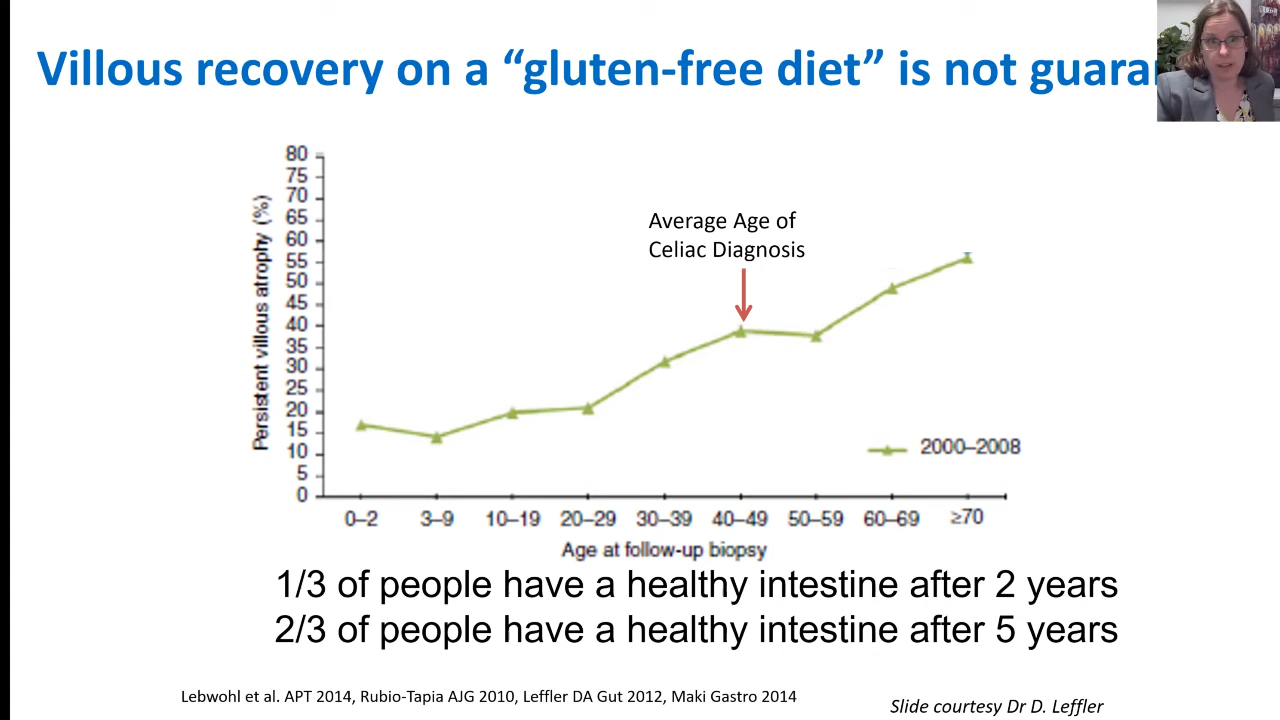 Villous recovery on a “gluten-free diet” is not
Persistent villous atrophy (%)
80
75
70
65
60
55
50
45
40
35
30
25
20
15
10
5
0
Average Age of
Celiac Diagnosis
2000–2008
0–2 3–9 10–19 20–29 30–39 40–49 50–59 60–69 ≥70
Age at follow-up biopsy
1/3 of people have a healthy intestine after 2 years
2/3 of people have a healthy intestine after 5 years
Lebwohl et al. APT 2014, Rubio-Tapia AJG 2010, Leffler DA Gut 2012, Maki Gastro 2014
Slide courtesy Dr D. Leffler